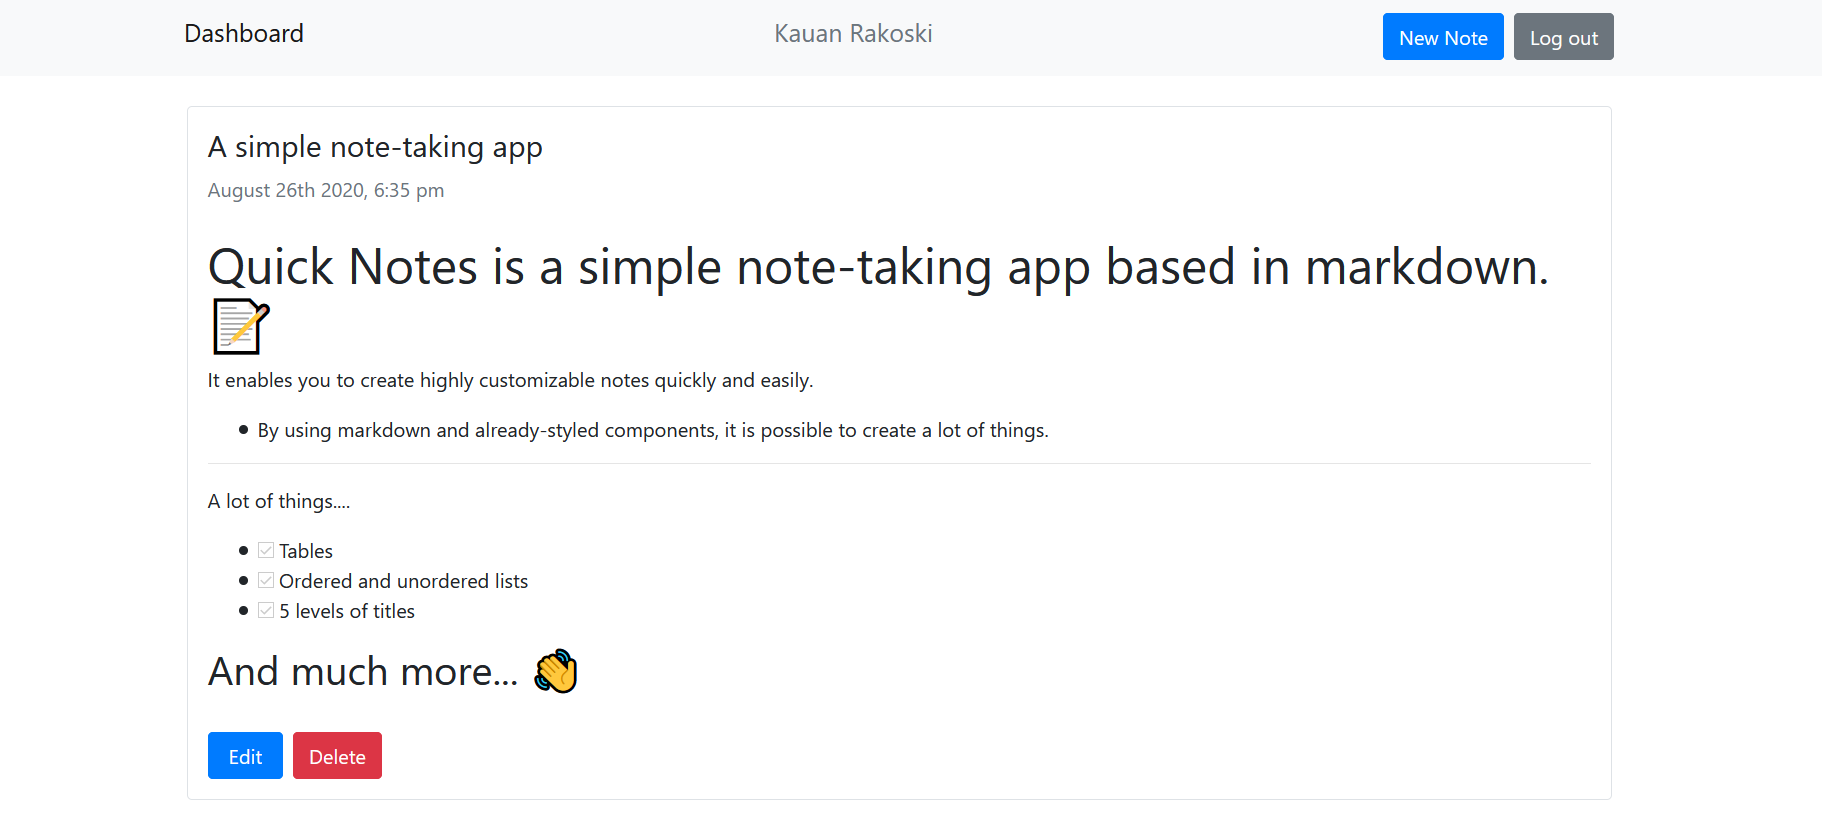 Dashboard
Kauan Rakoski
New Note
Log out
A simple note-taking app
August 26th 2020, 6:35 pm
Quick Notes is a simple note-taking app based in markdown.
It enables you to create highly customizable notes quickly and easily.
By using markdown and already-styled components, it is possible to create a lot of things.
A lot of things....
Tables
Ordered and unordered lists
5 levels of titles
And much more...
Edit
Delete